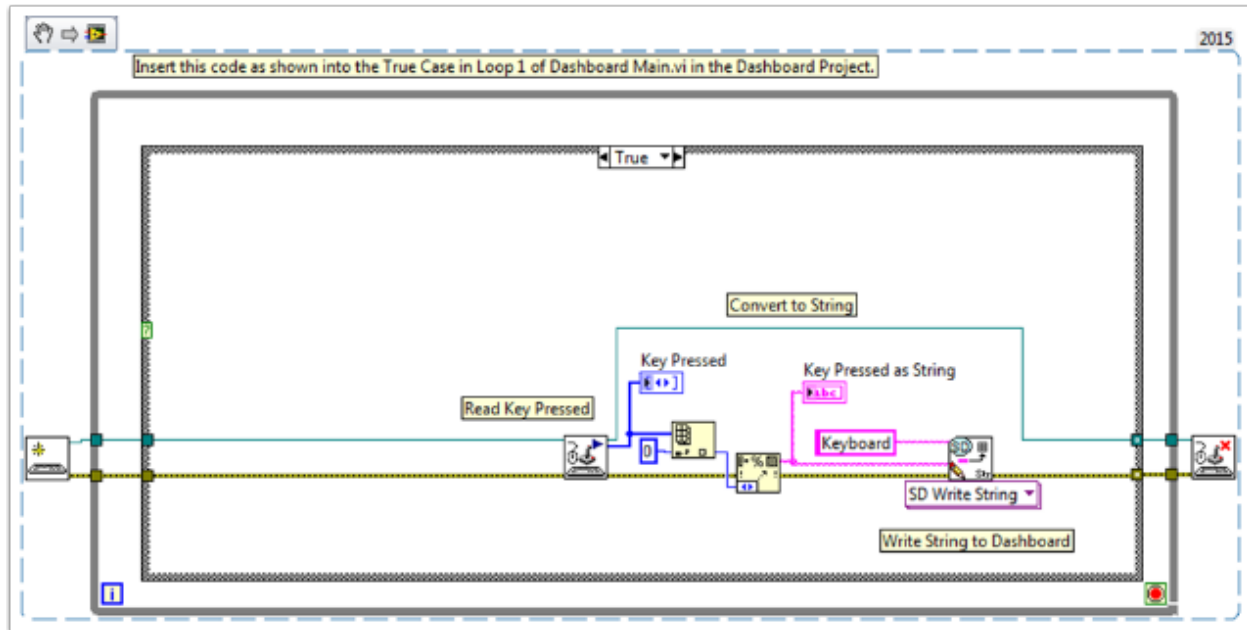 2015
Insert this code as shown into the True Case in Loop 1 of Dashboard Main.vi in the Dashboard Project.
True
?
Convert to String
Key Pressed
Key Pressed as String
abc
Read Key Pressed
Keyboard
0
%
SD
SD Write String
Write String to Dashboard
i